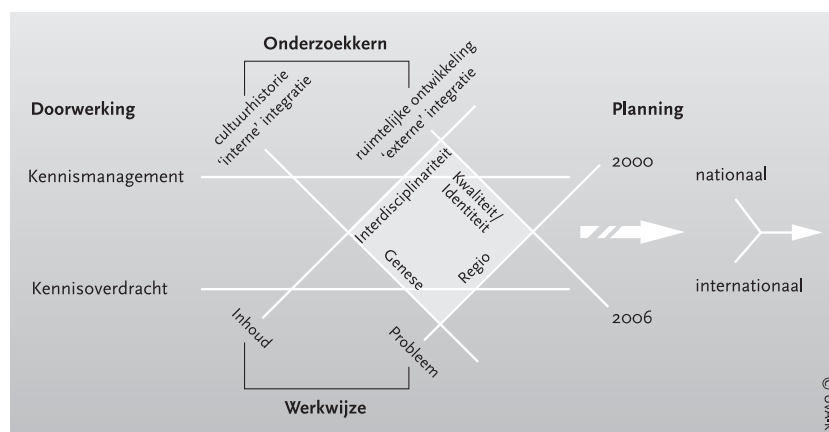 Onderzoekkern
cultuurhistorie
'interne' integratie
ruimtelijke ontwikkeling
'externe' integratie
Doorwerking
Planning
Kennismanagement
2000
nationaal
Interdisciplinariteit
Kwaliteit/
Identiteit
Genese
Regio
Kennisoverdracht
internationaal
Inhoud
2006
Probleem
Werkwijze
©